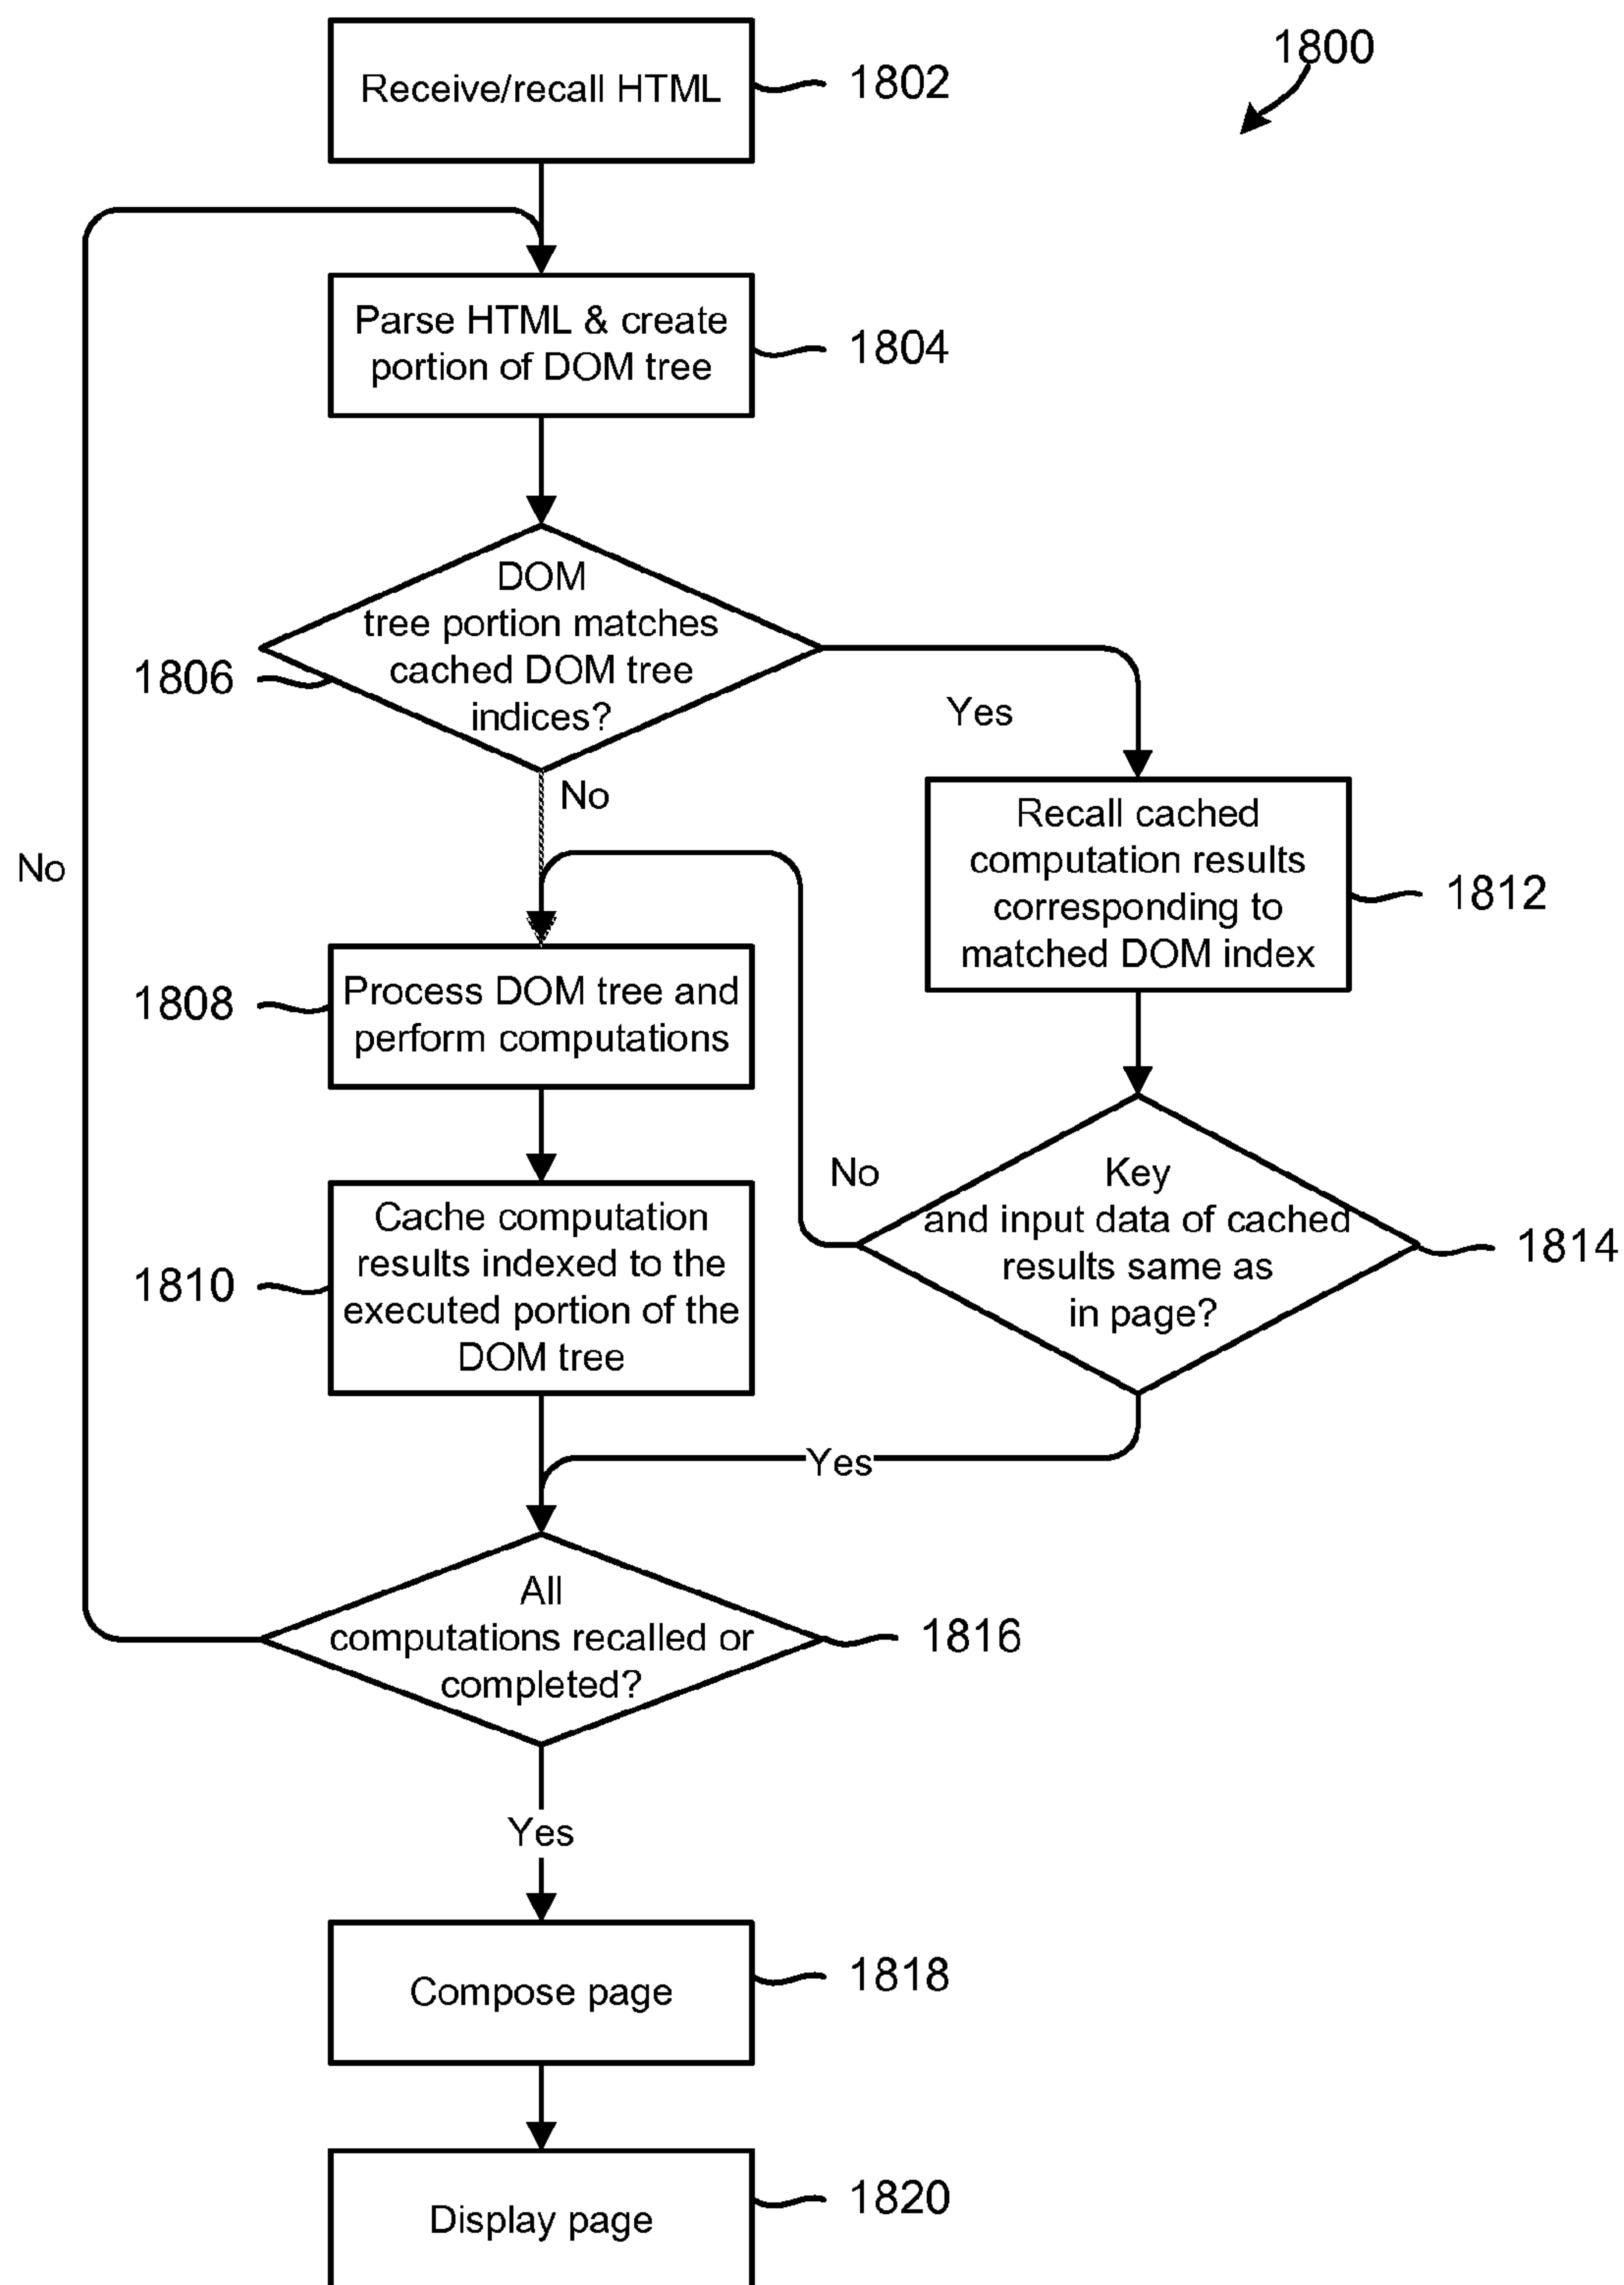 1800
Receive/recall HTML
1802
Parse HTML & create
portion of DOM tree
1804
DOM
tree portion matches
cached DOM tree
indices?
1806
Yes
No
Recall cached
computation results
corresponding to
matched DOM index
1812
No
Process DOM tree and
perform computations
1808
Key
and input data of cached
results same as
in page?
1814
No
Cache computation
results indexed to the
executed portion of the
DOM tree
1810
Yes
All
computations recalled or
completed?
1816
Yes
Compose page
1818
Display page
1820